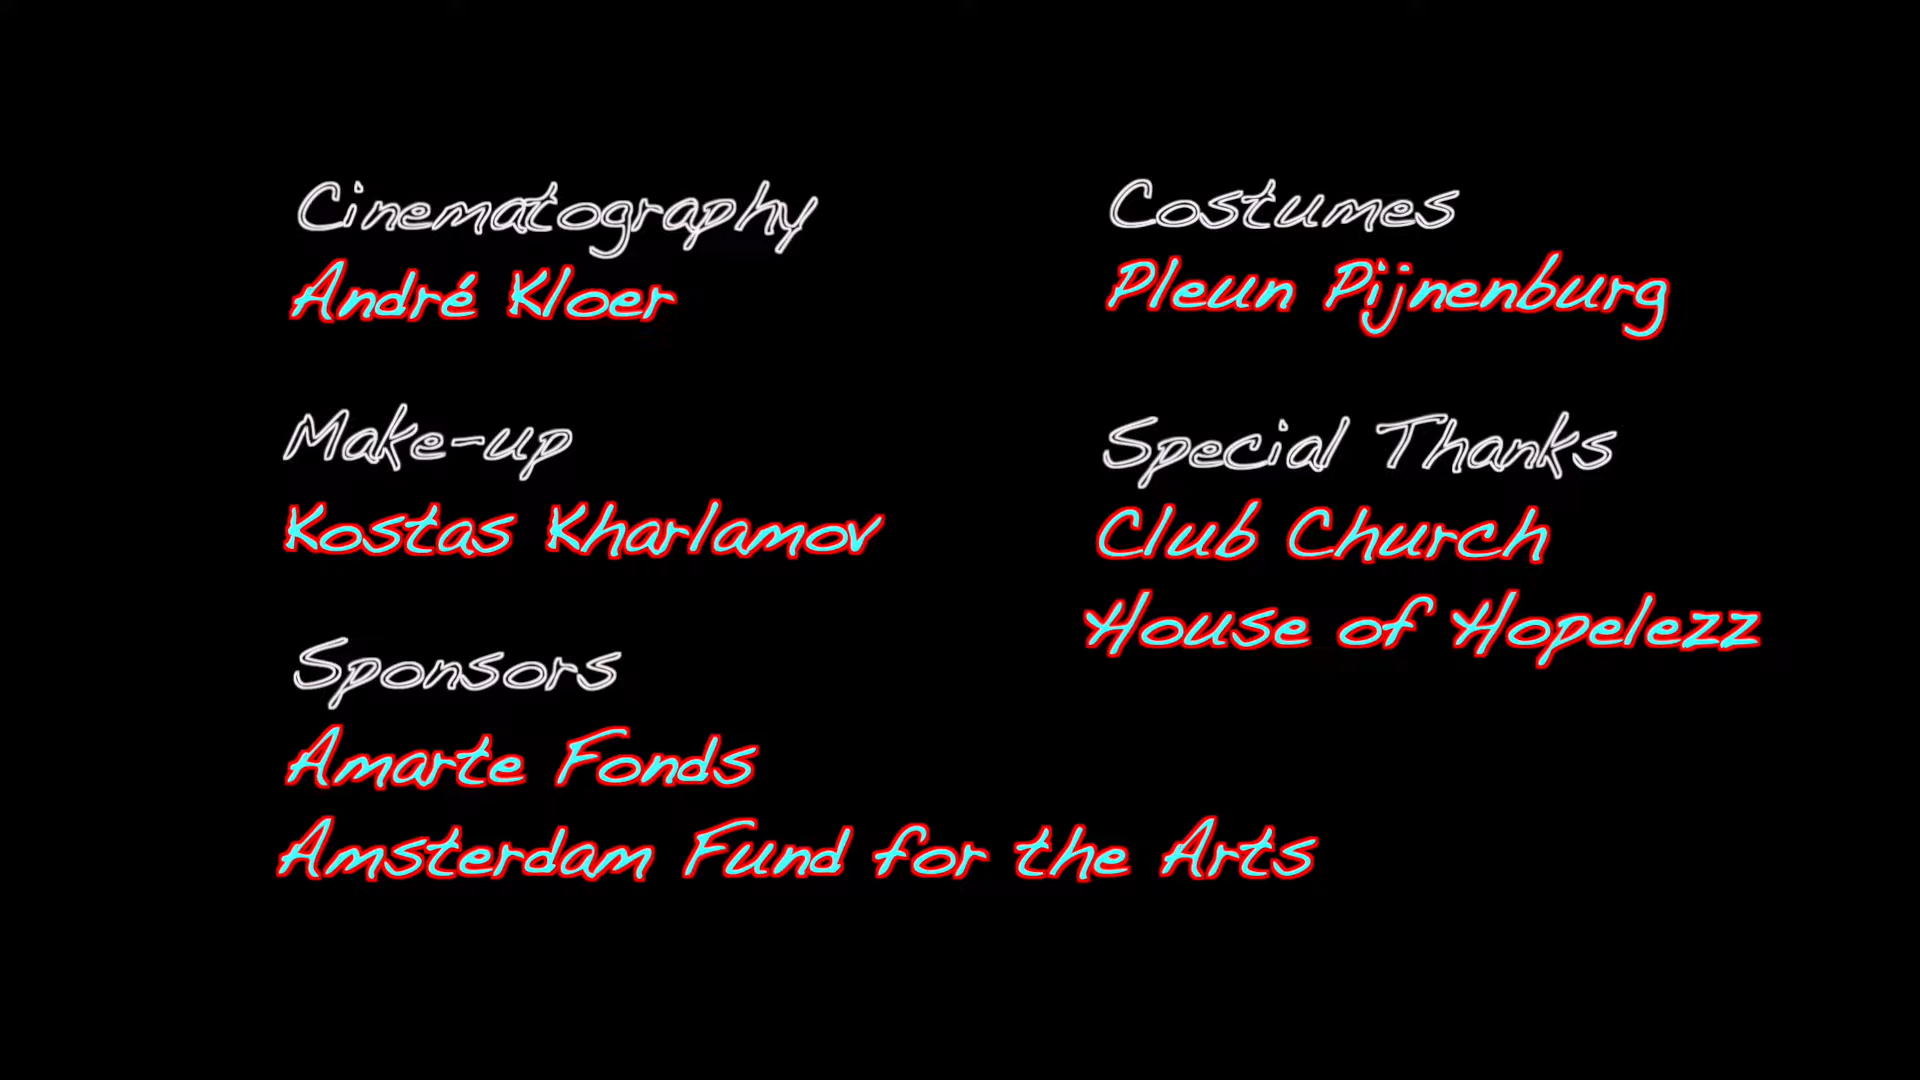 Cinematography
André Kloer
Make-up
Kostas Kharlamov
Sponsors
Amarte Fonds
Amsterdam Fund for the Arts
Costumes
Pleun Pijnenburg
Special Thanks
Club Church
House of Hopelezz